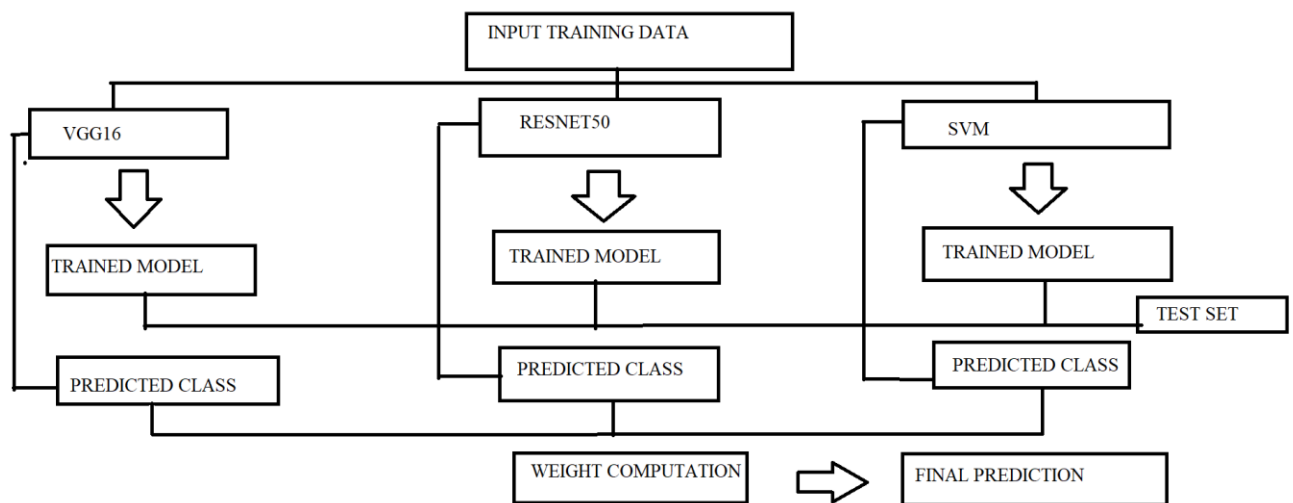 INPUT TRAINING DATA
VGG16
RESNET50
SVM
TRAINED MODEL
TRAINED MODEL
TRAINED MODEL
TEST SET
PREDICTED CLASS
PREDICTED CLASS
PREDICTED CLASS
WEIGHT COMPUTATION
FINAL PREDICTION